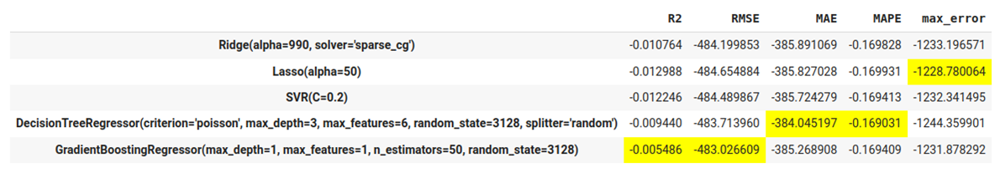 R2 RMSE MAE MAPE max_error
Ridge(alpha=990, solver='sparse_cg') -0.010764 -484.199853 -385.891069 -0.169828 -1233.196571
Lasso(alpha=50) -0.012988 -484.654884 -385.827028 -0.169931 -1228.780064
SVR(C=0.2) -0.012246 -484.489867 -385.724279 -0.169413 -1232.341495
DecisionTreeRegressor(criterion='poisson', max_depth=3, max_features=6, random_state=3128, splitter='random') -0.009440 -483.713960 -384.045197 -0.169031 -1244.359901
GradientBoostingRegressor(max_depth=1, max_features=1, n_estimators=50, random_state=3128) -0.005486 -483.026609 -385.268908 -0.169409 -1231.878292